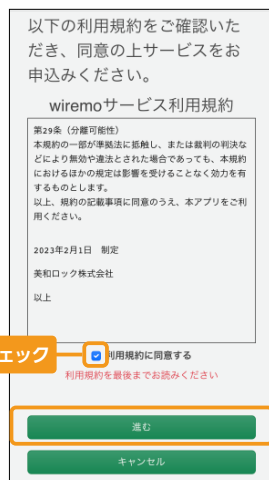 以下の利用規約をご確認いた
だき、同意の上サービスをお
申込みください。
wiremoサービス利用規約
第29条（分離可能性）
本規約の一部が準拠法に抵触し、または裁判の判決な
どにより無効や違法とされた場合であっても、本規約
におけるほかの規定は影響を受けることなく効力を有
するものとします。
以上、規約の記載事項に同意のうえ、本アプリをご利
用ください。
2023年2月1日　制定
美和ロック株式会社
以上
ェック
利用規約に同意する
利用規約を最後までお読みください
進む
キャンセル